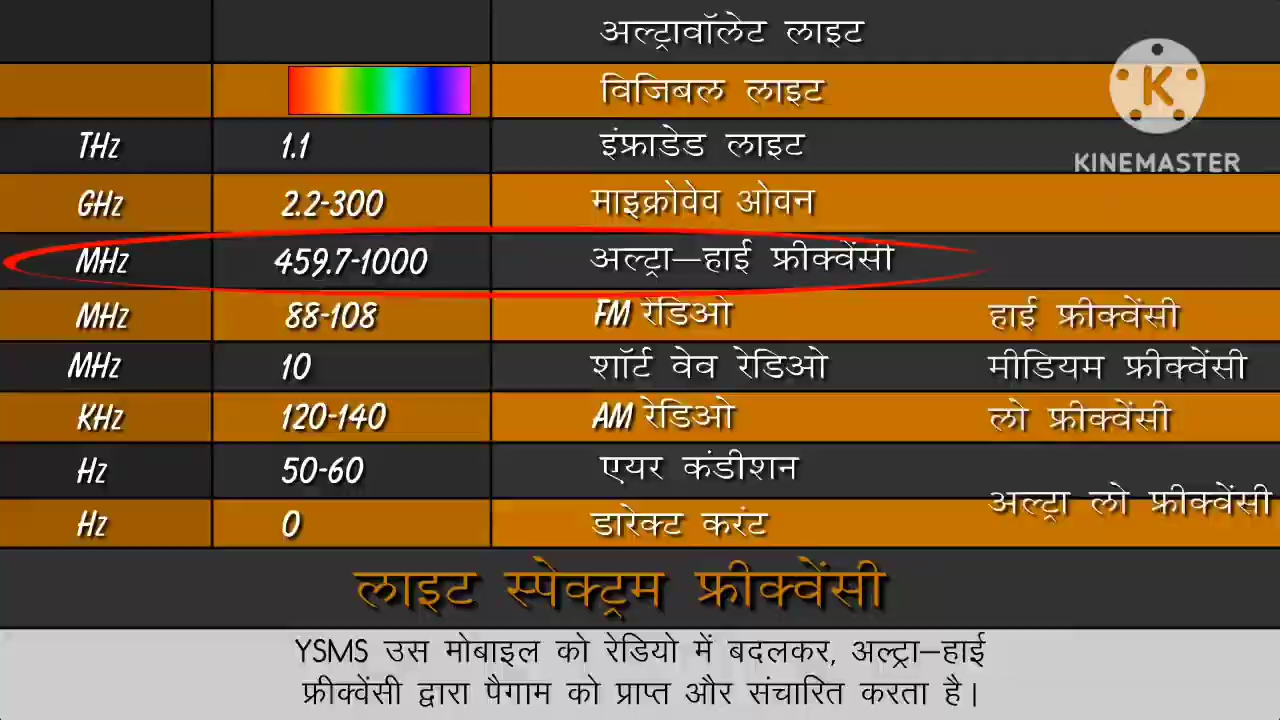 अल्ट्रावॉलेट लाइट
विजिबल लाइट
THz 1.1 इंफ्राडेड लाइट
GHz 2.2-300 माइक्रोवेव ओवन
MHz 459.7-1000 अल्ट्रा–हाई फ्रीक्वेंसी
MHz 88-108 FM रेडिओ हाई फ्रीक्वेंसी
MHz 10 शॉर्ट वेव रेडिओ मीडियम फ्रीक्वेंसी
KHz 120-140 AM रेडिओ लो फ्रीक्वेंसी
Hz 50-60 एयर कंडीशन
अल्ट्रा लो फ्रीक्वेंसी
Hz 0 डारेक्ट करंट
लाइट स्पेक्ट्रम फ्रीक्वेंसी
YSMS उस मोबाइल को रेडियो में बदलकर, अल्ट्रा–हाई
फ्रीक्वेंसी द्वारा पैगाम को प्राप्त और संचारित करता है।
K
KINEMASTER